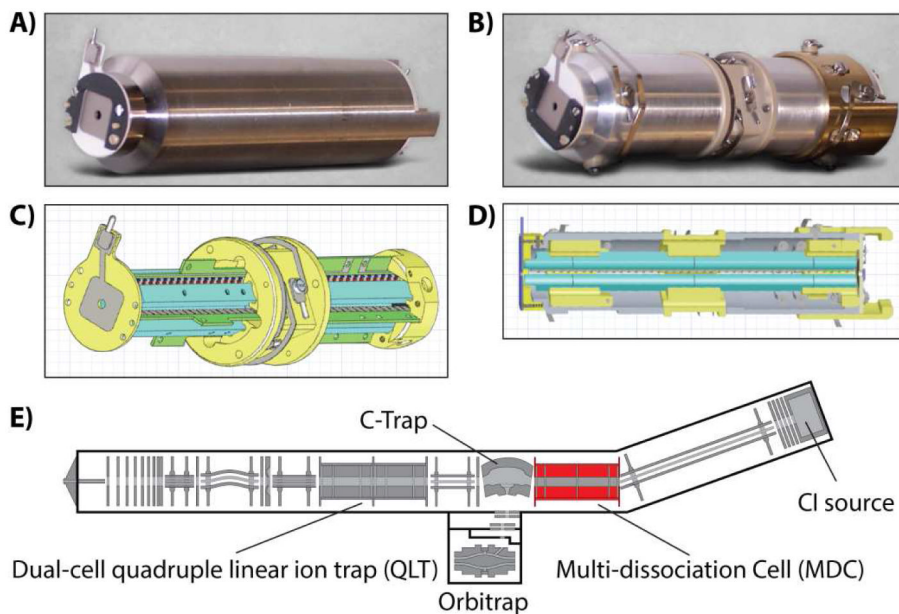 A)
B)
C)
D)
E)
C-Trap
CI source
Dual-cell quadruple linear ion trap (QLT)
Multi-dissociation Cell (MDC)
Orbitrap